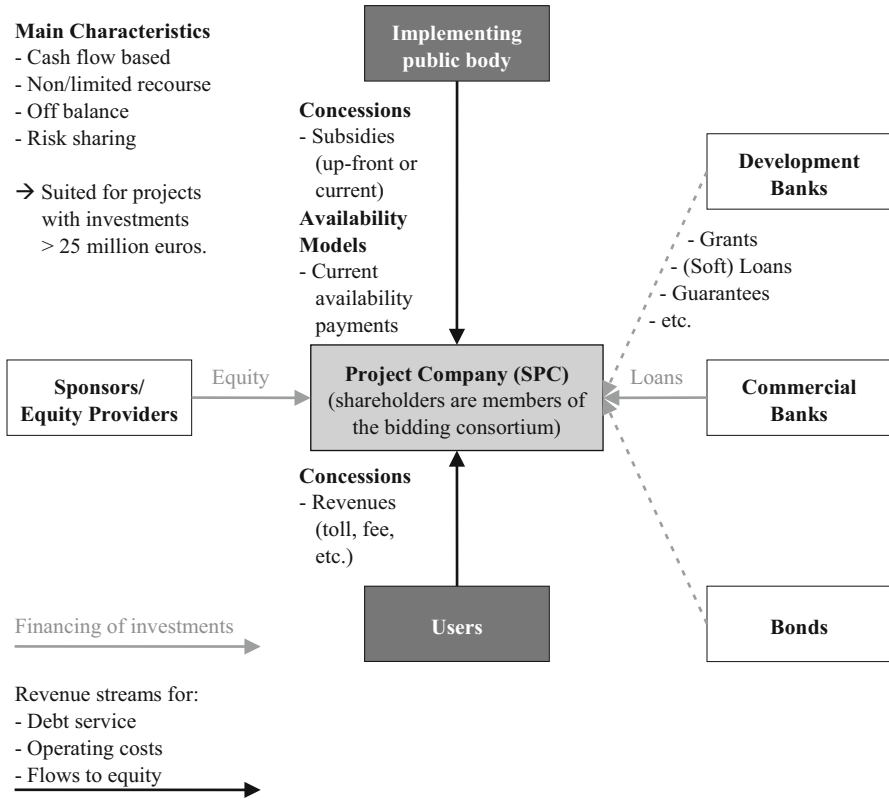 Main Characteristics
- Cash flow based
- Non/limited recourse
- Off balance
- Risk sharing
→ Suited for projects
with investments
> 25 million euros.
Implementing
public body
Concessions
- Subsidies
(up-front or
current)
Availability
Models
- Current
availability
payments
Development
Banks
- Grants
- (Soft) Loans
- Guarantees
- etc.
Sponsors/
Equity Providers
Equity
Project Company (SPC)
(shareholders are members of
the bidding consortium)
Loans
Commercial
Banks
Concessions
- Revenues
(toll, fee,
etc.)
Users
Bonds
Financing of investments
Revenue streams for:
- Debt service
- Operating costs
- Flows to equity